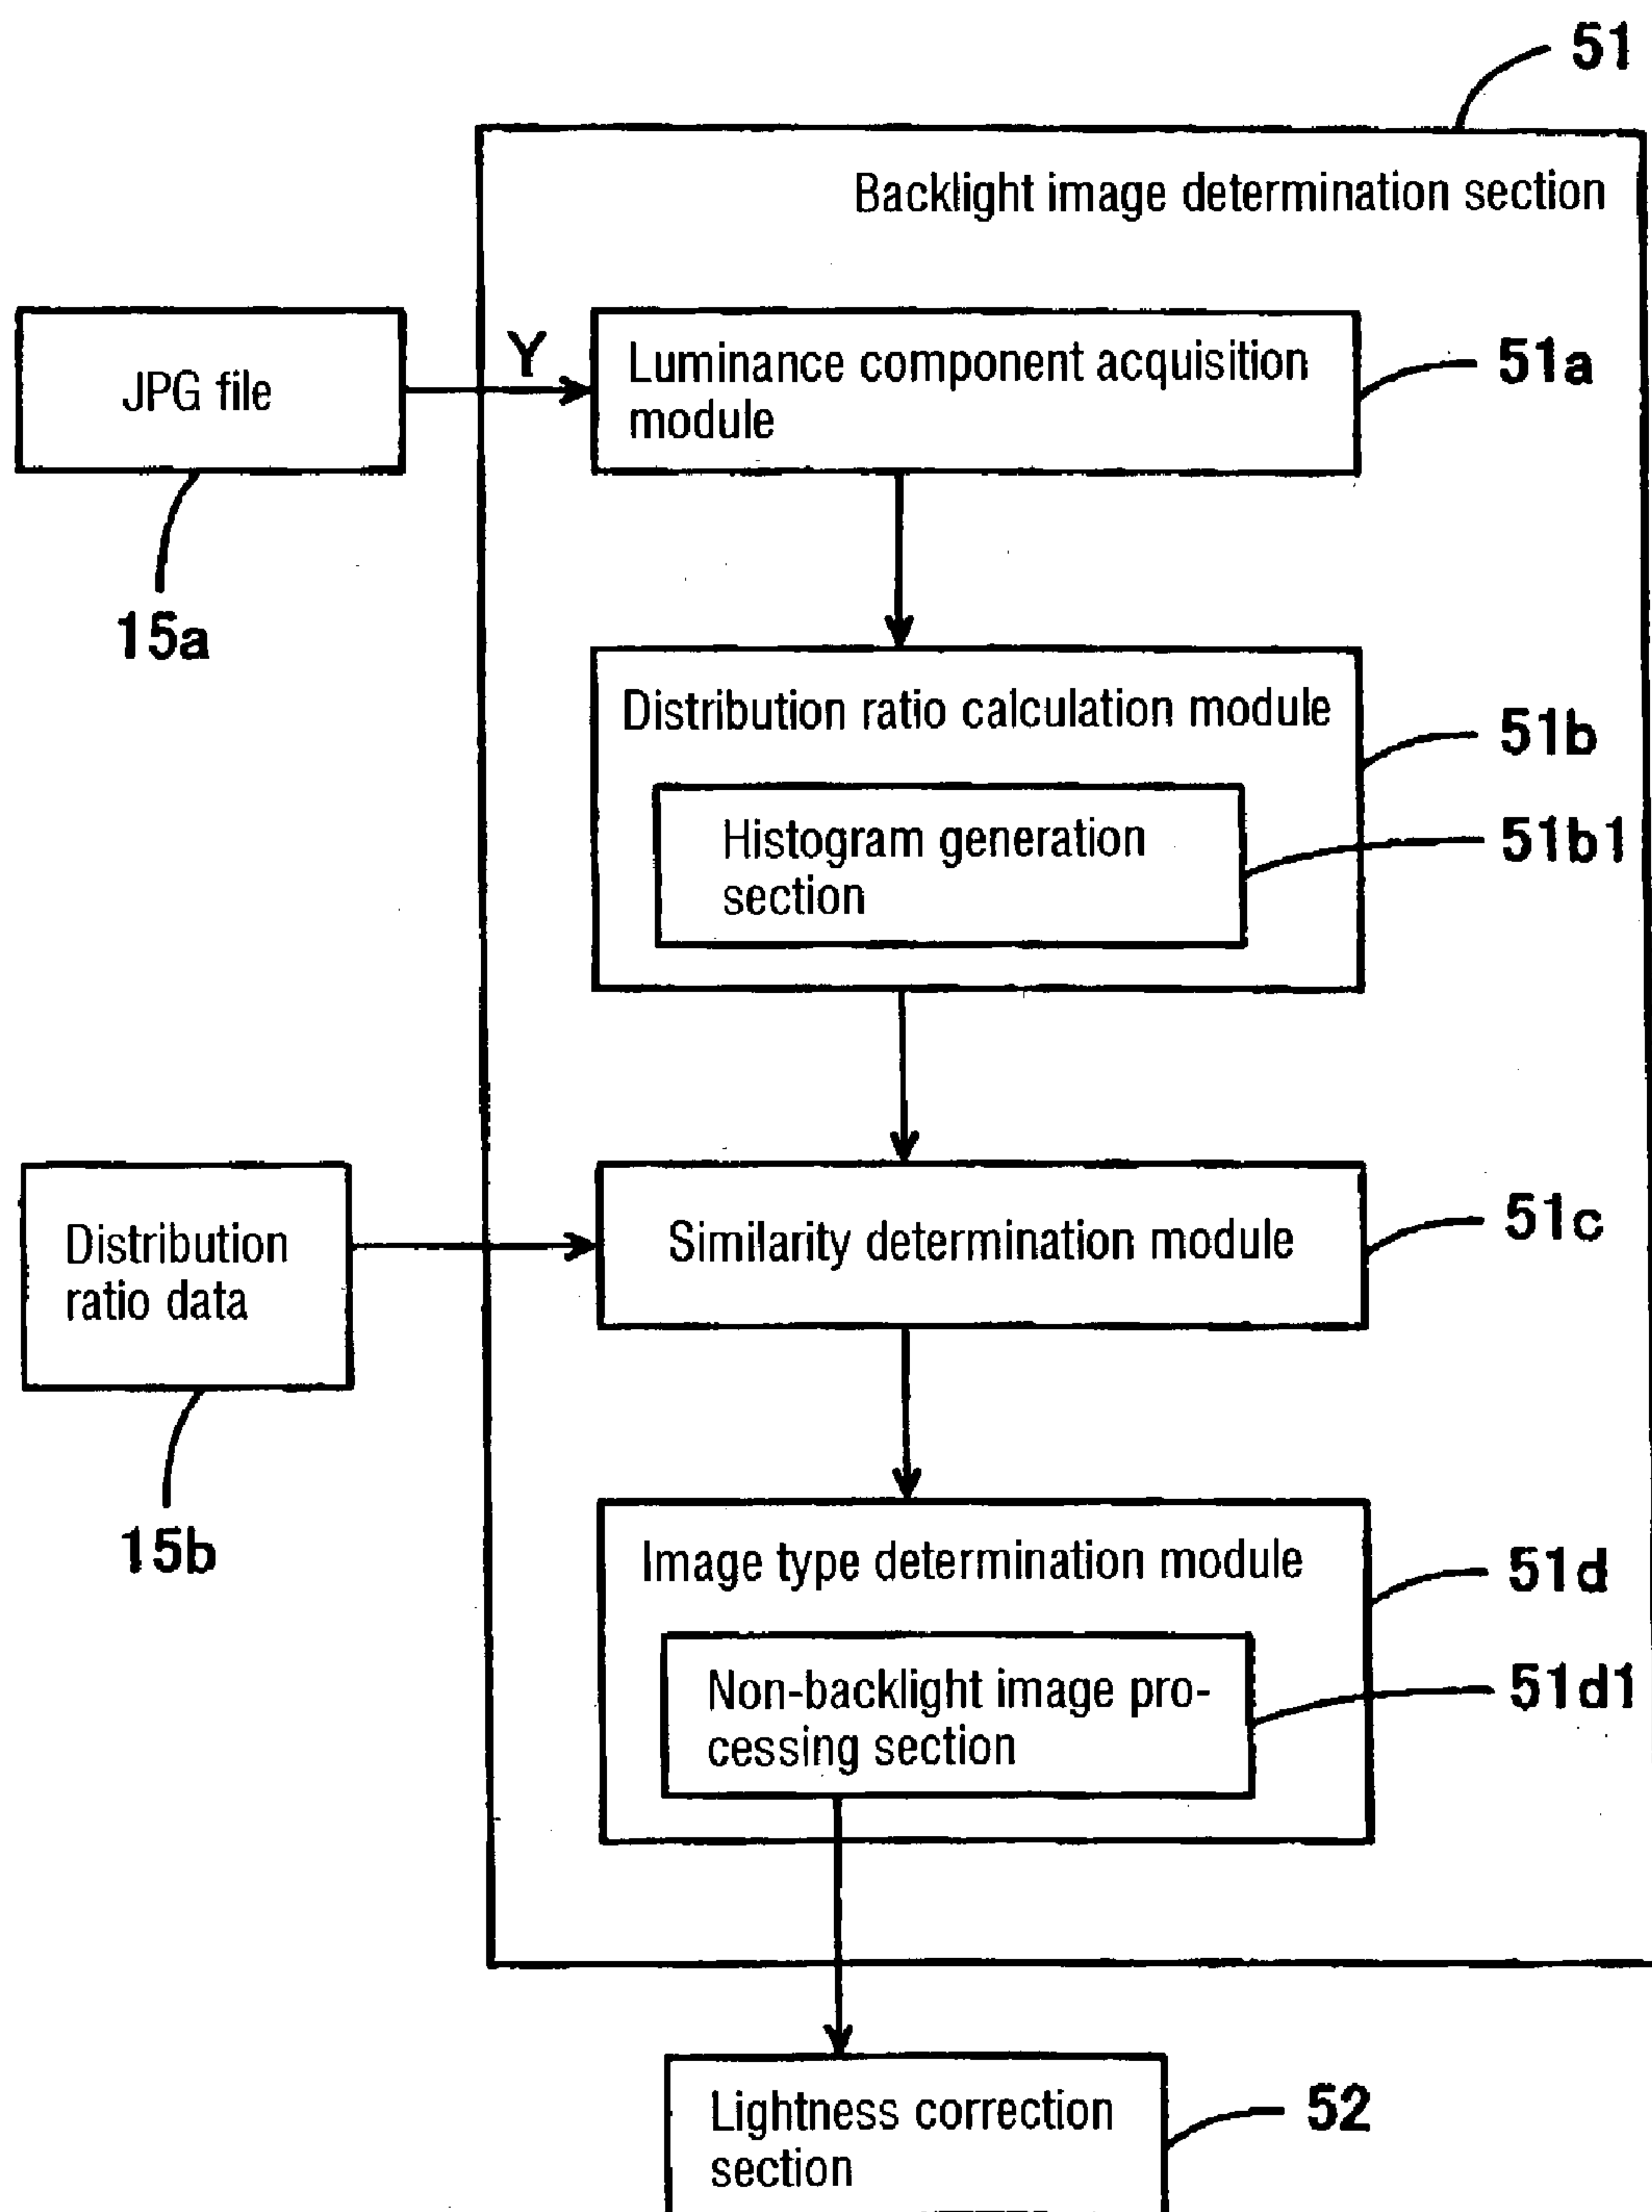 51
Backlight image determination section
JPG file
Y
Luminance component acquisition
module
51a
15a
Distribution ratio calculation module
51b
Histogram generation
section
51b1
Distribution
ratio data
Similarity determination module
51c
15b
Image type determination module
51d
Non-backlight image pro-
cessing section
51d1
Lightness correction
section
52